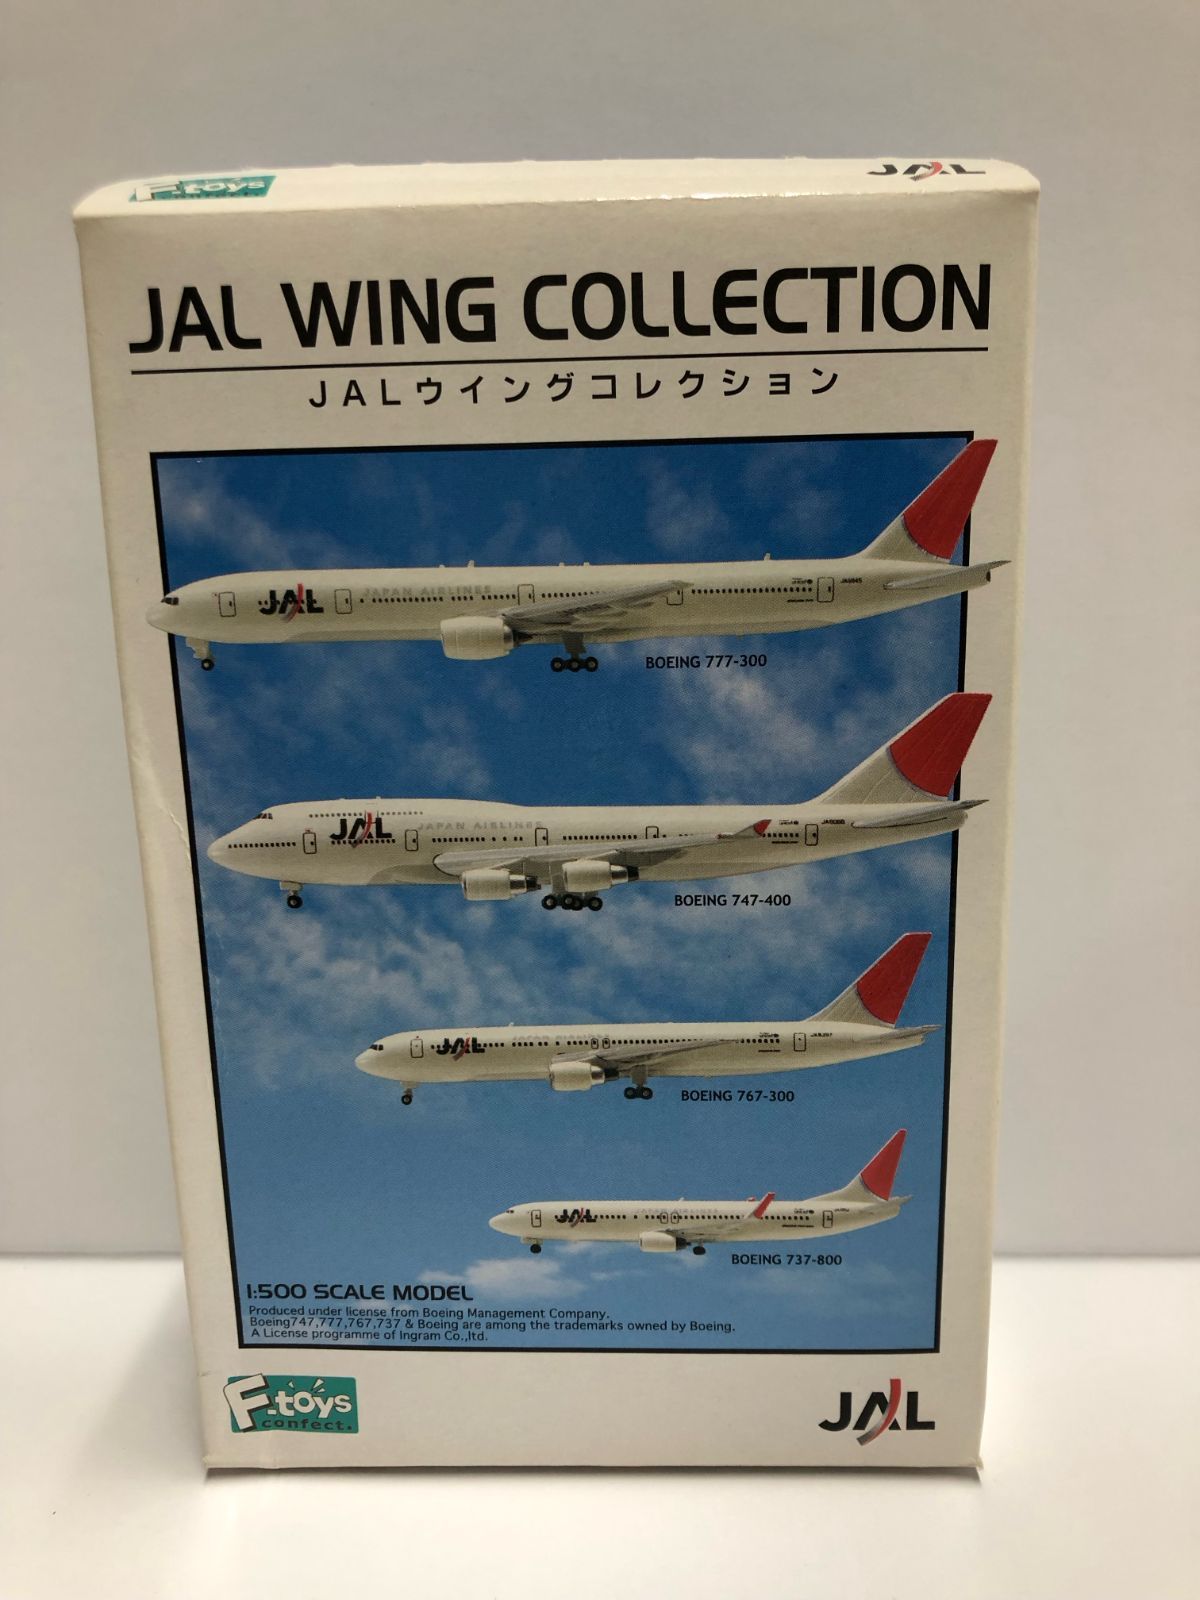 F-toys
confect.
JAL
JAL WING COLLECTION
JALウイングコレクション
JAL JAPAN AIRLINES
BOEING 777-300
JAL JAPAN AIRLINES
BOEING 747-400
JAL
BOEING 767-300
JAL JAPAN AIRLINES
BOEING 737-800
1:500 SCALE MODEL
Produced under license from Boeing Management Company.
Boeing747,777,767,737 & Boeing are among the trademarks owned by Boeing.
A License programme of Ingram Co.,ltd.
F-toys
confect.
JAL